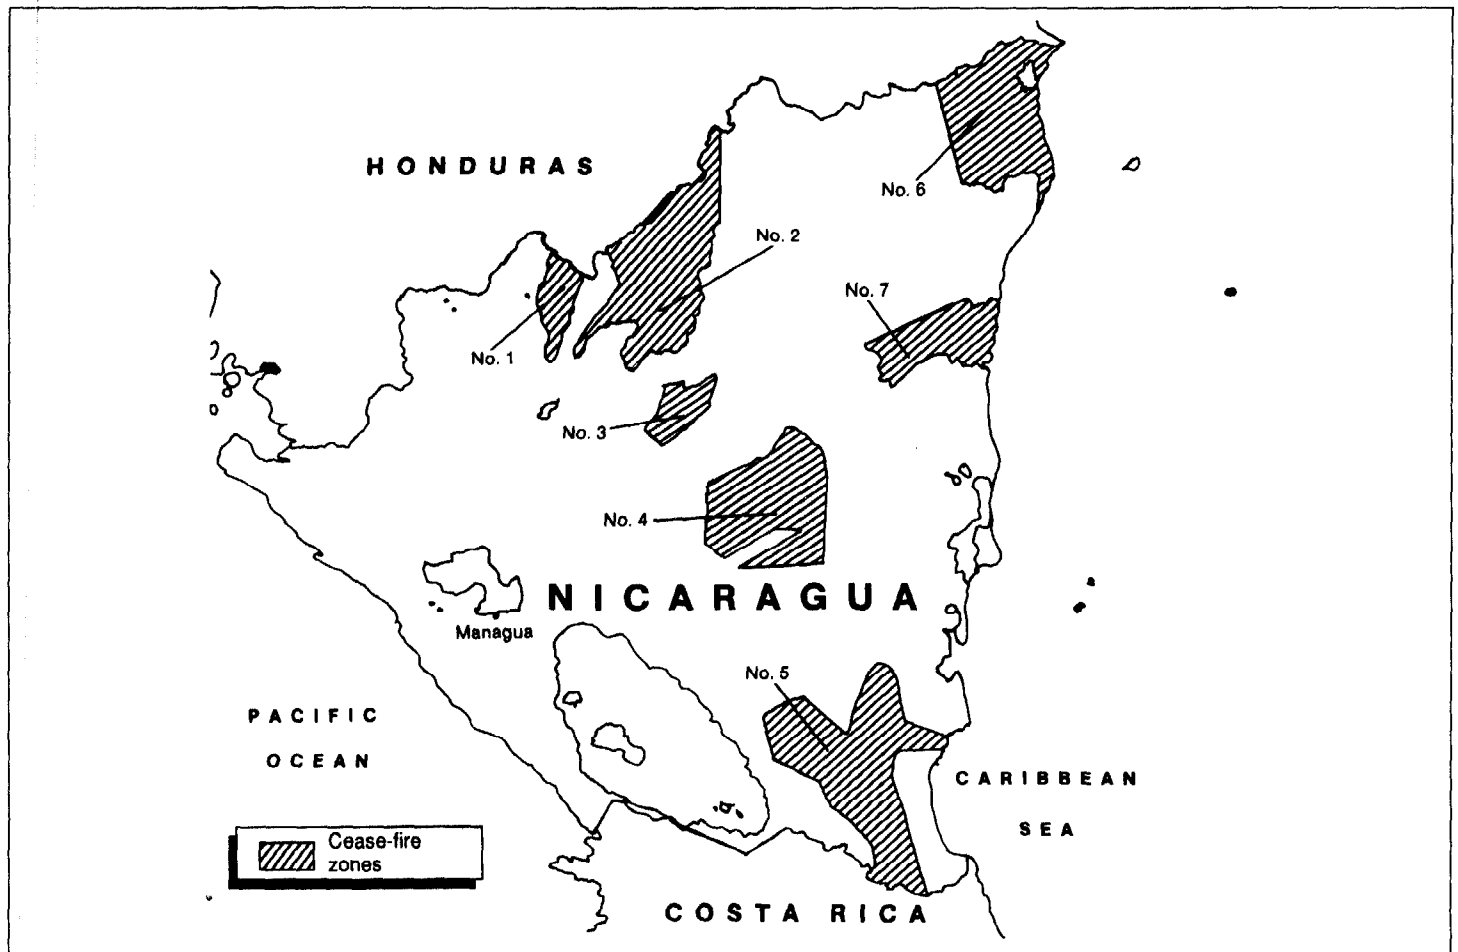 HONDURAS
No. 6
No. 2
No. 7
No. 1
No. 3
No. 4
NICARAGUA
Managua
No. 5
PACIFIC
OCEAN
CARIBBEAN
SEA
Cease-fire
zones
COSTA RICA